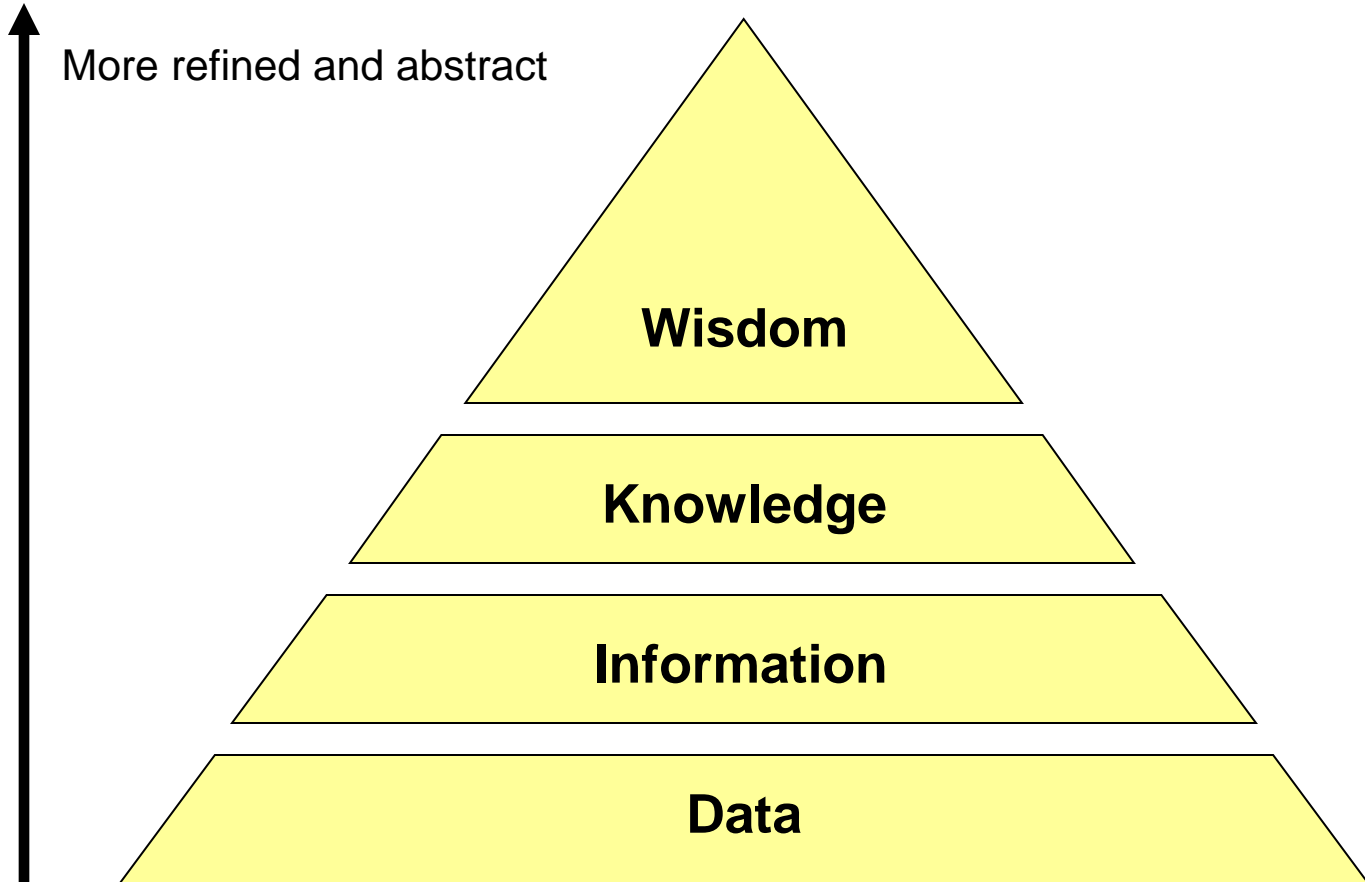 More refined and abstract
Wisdom
Knowledge
Information
Data